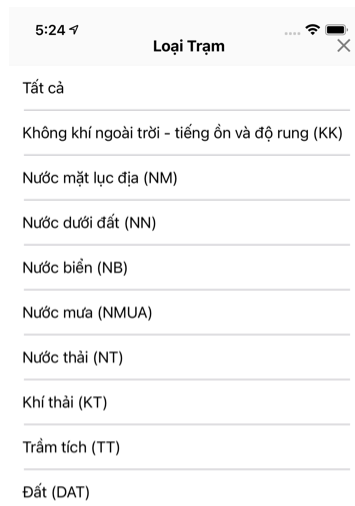 5:24
Loại Trạm
Tất cả
Không khí ngoài trời - tiếng ồn và độ rung (KK)
Nước mặt lục địa (NM)
Nước dưới đất (NN)
Nước biển (NB)
Nước mưa (NMUA)
Nước thải (NT)
Khí thải (KT)
Trầm tích (TT)
Đất (DAT)